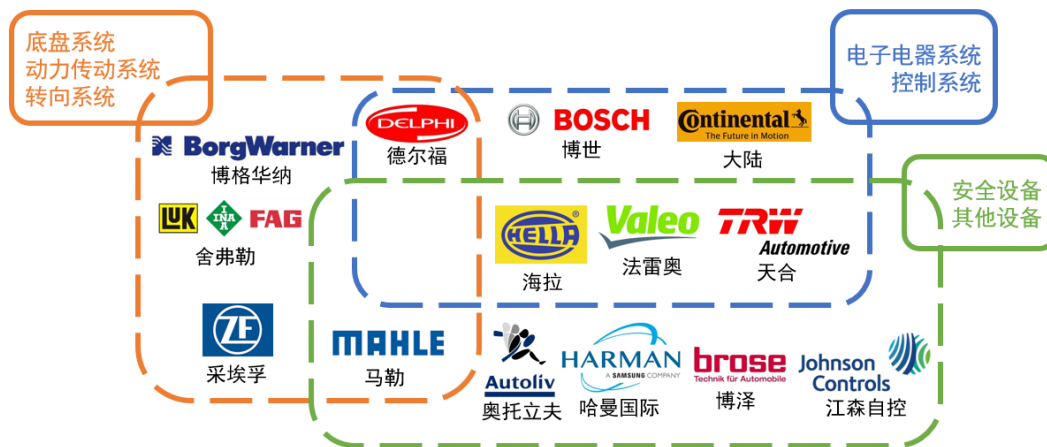 底盘系统
动力传动系统
转向系统
电子电器系统
控制系统
安全设备
其他设备
BorgWarner
博格华纳
DELPHI
德尔福
BOSCH
博世
Continental
The Future in Motion
大陆
LUK
INA
FAG
舍弗勒
HELLA
海拉
Valeo
法雷奥
TRW
Automotive
天合
ZF
采埃孚
MAHLE
马勒
Autoliv
奥托立夫
HARMAN
A SAMSUNG COMPANY
哈曼国际
brose
Technik für Automobile
博泽
Johnson
Controls
江森自控